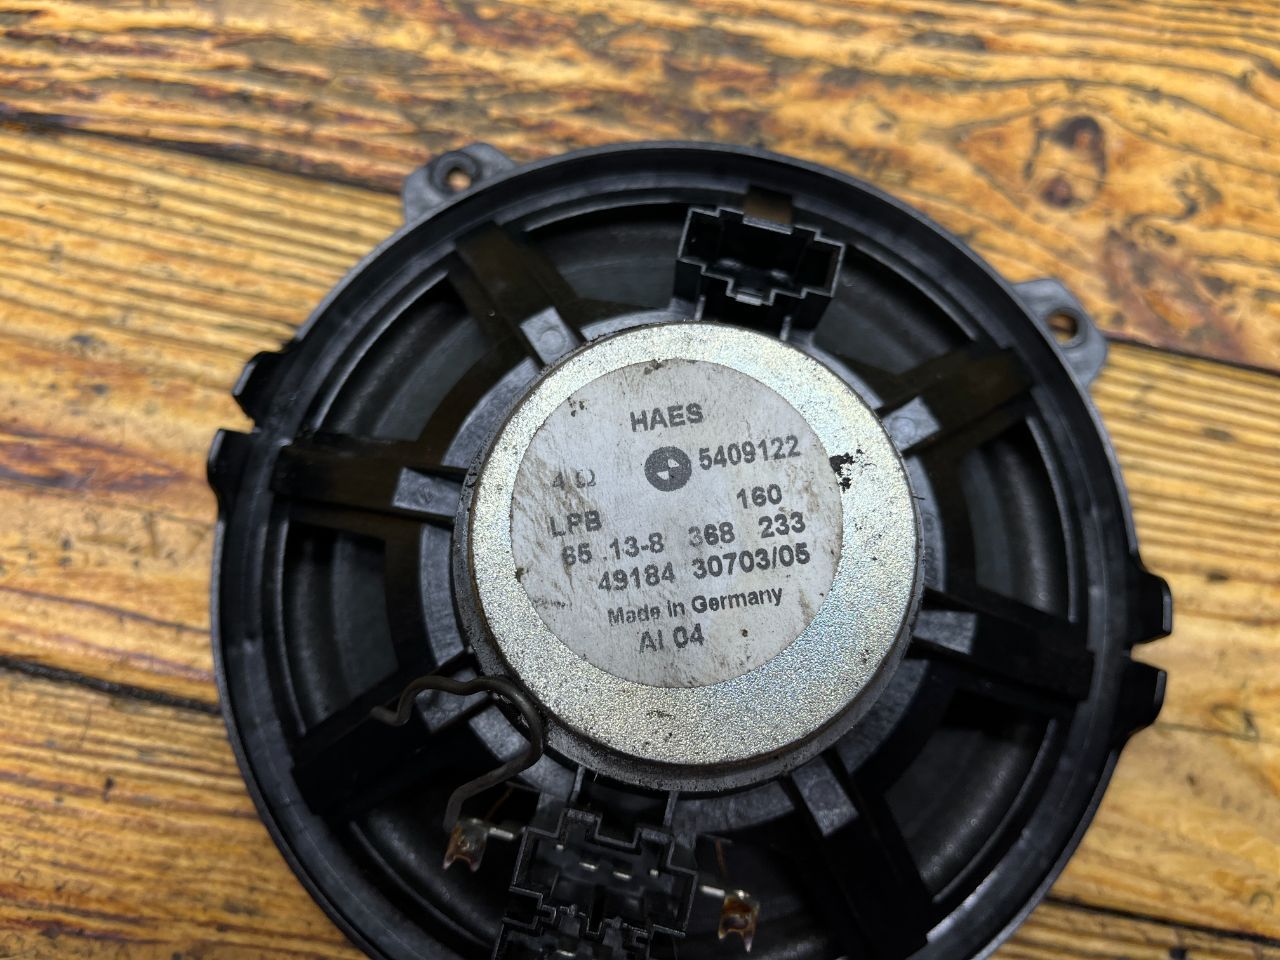 HAES
5409122
4 Ω
160
LPB
65.13-8 368 233
49184 30703/05
Made in Germany
AI 04